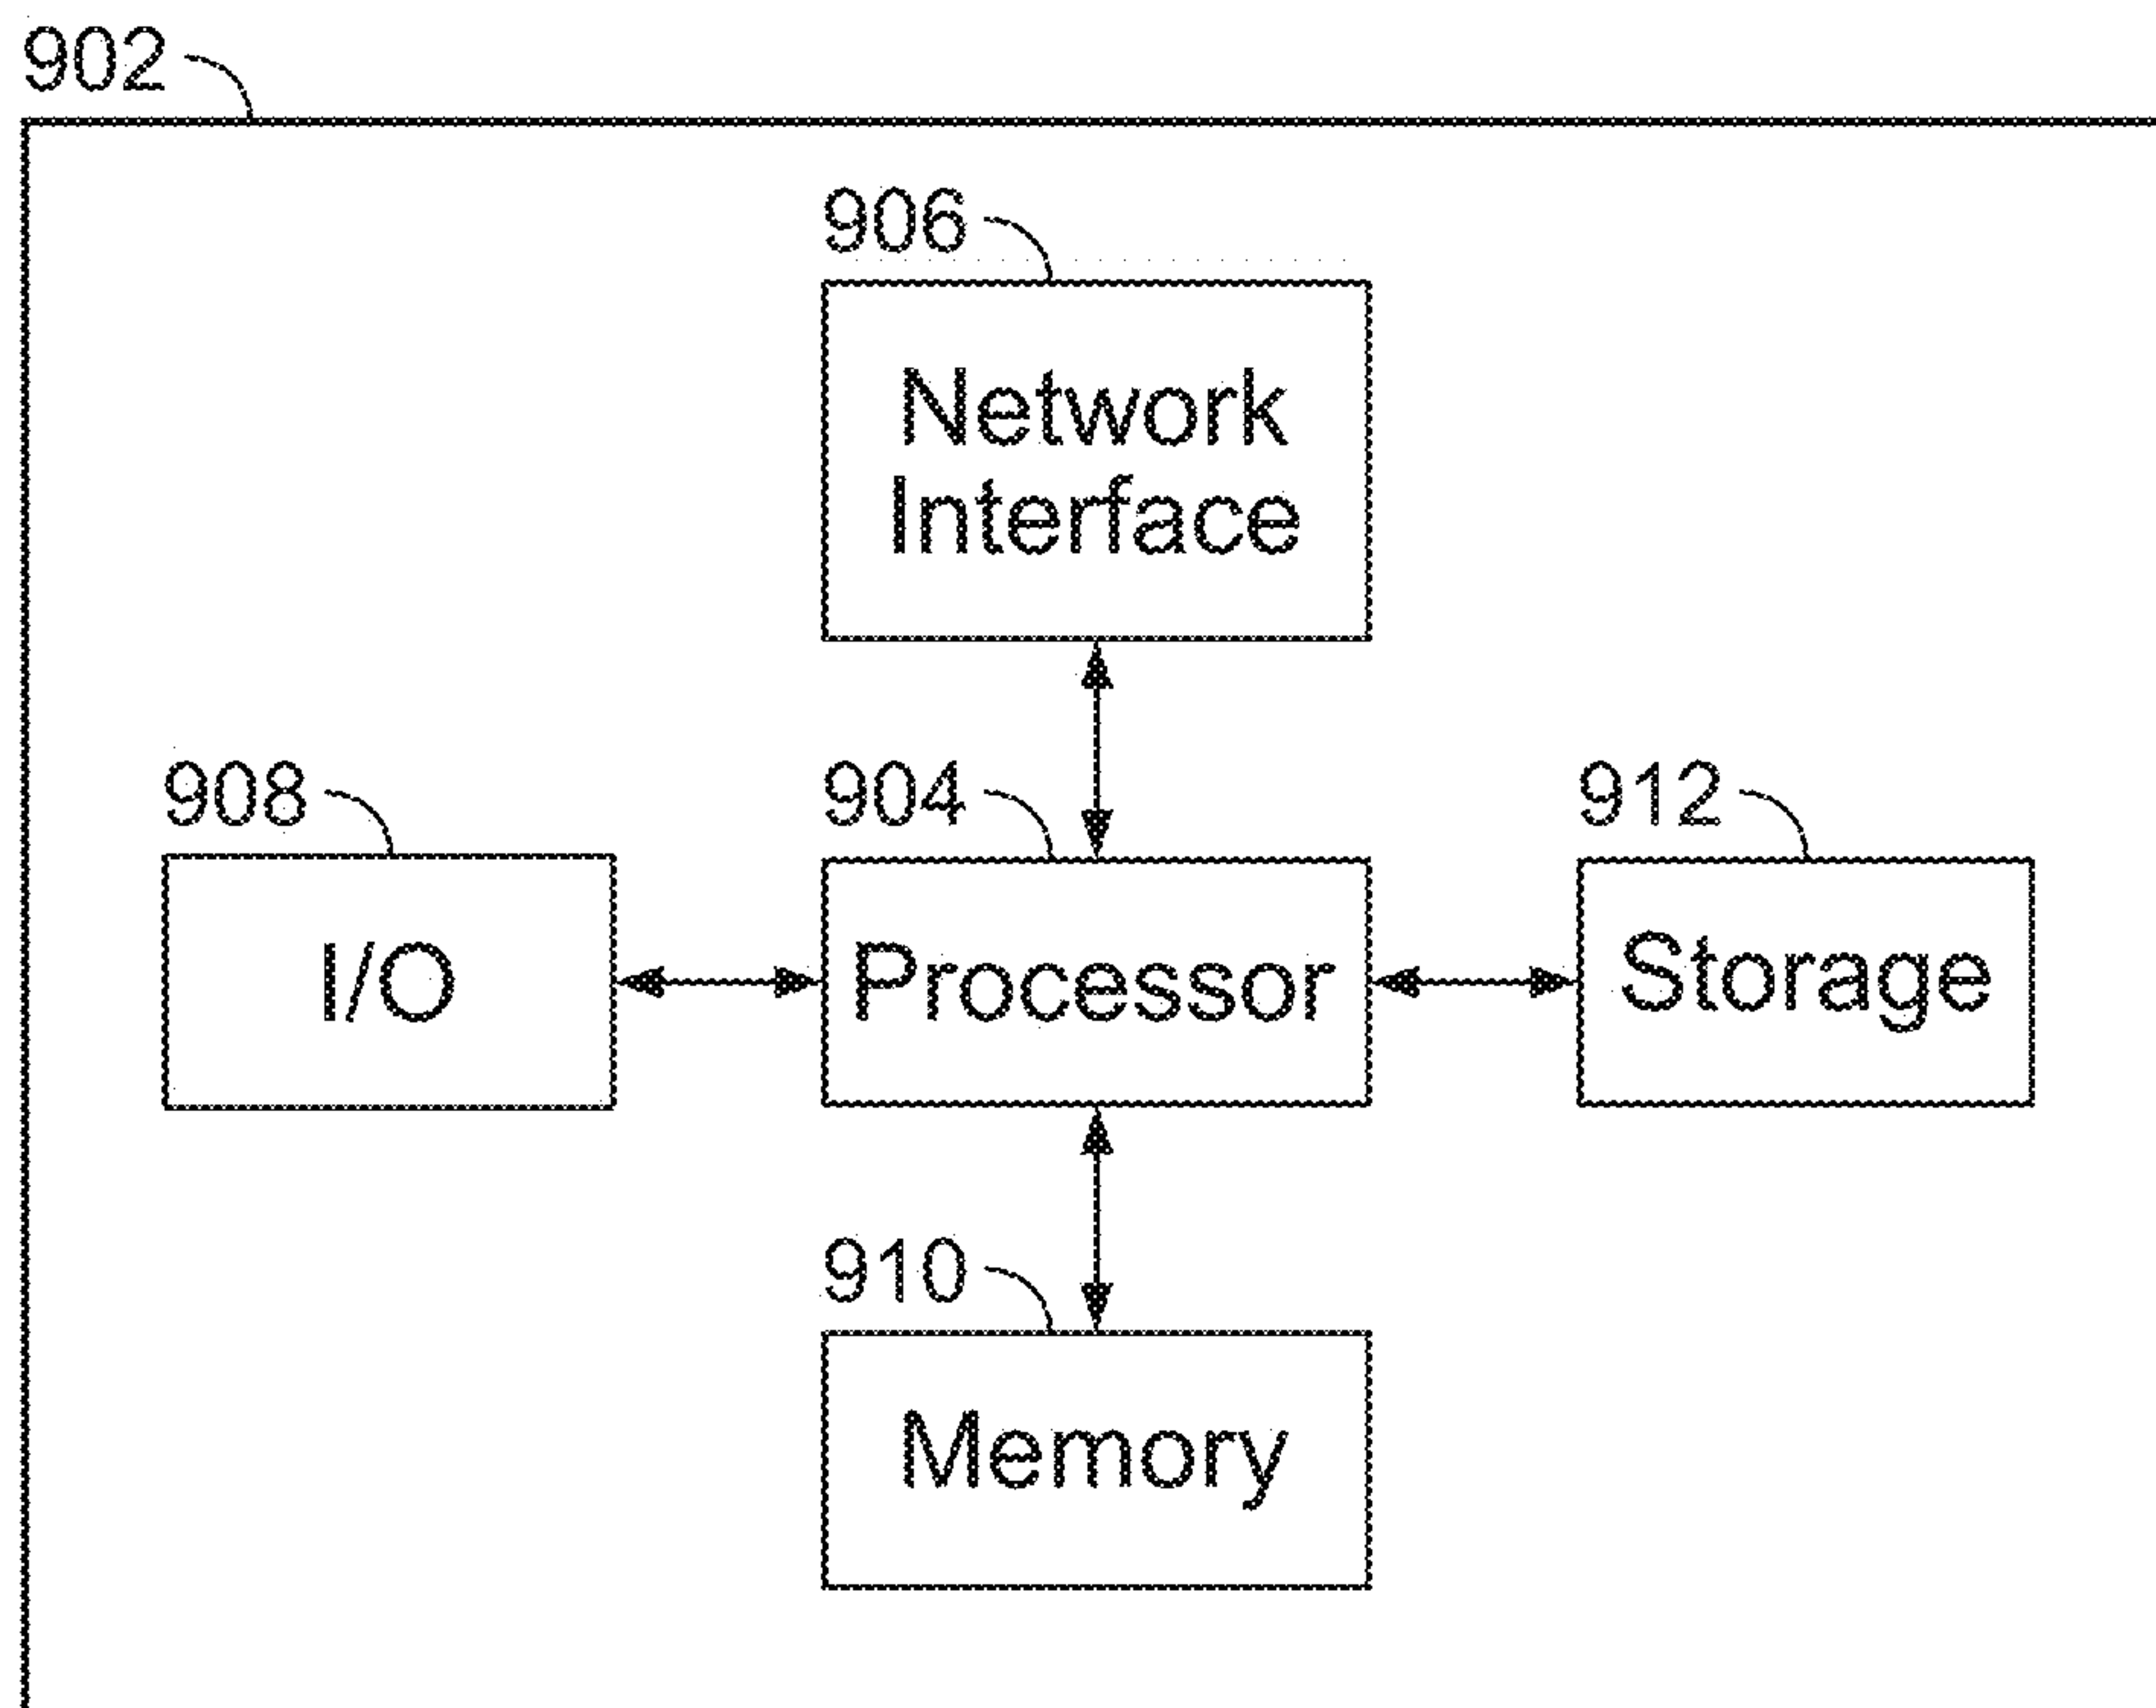 902
906
Network
Interface
908
904
912
I/O
Processor
Storage
910
Memory